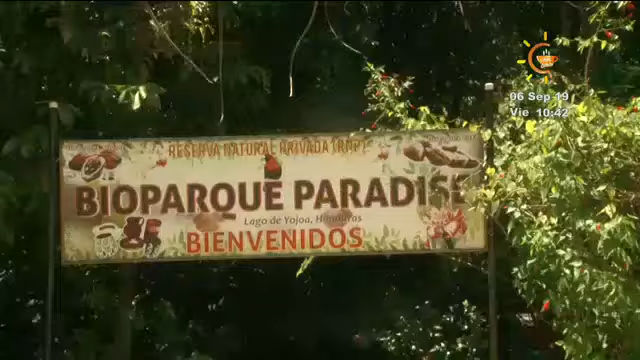 06 Sep 19
Vie 10:42
RESERVA NATURAL PRIVADA (RNP)
BIOPARQUE PARADISE
Lago de Yojoa, Honduras
BIENVENIDOS